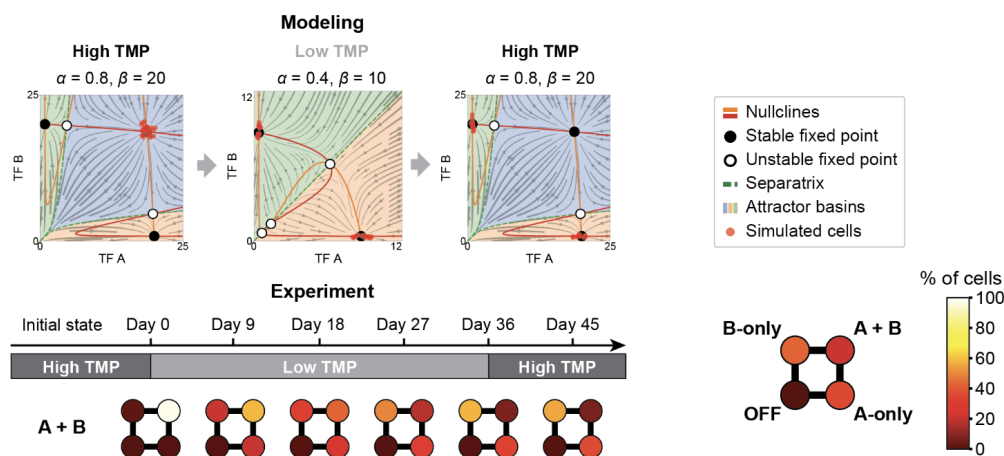 Modeling
High TMP
Low TMP
High TMP
α = 0.8, β = 20
α = 0.4, β = 10
α = 0.8, β = 20
25
TF B
0
TF A
25
12
TF B
0
TF A
12
25
TF B
0
TF A
25
Nullclines
Stable fixed point
Unstable fixed point
Separatrix
Attractor basins
Simulated cells
Experiment
Initial state
Day 0
Day 9
Day 18
Day 27
Day 36
Day 45
High TMP
Low TMP
High TMP
A + B
B-only
A + B
OFF
A-only
% of cells
100
80
60
40
20
0